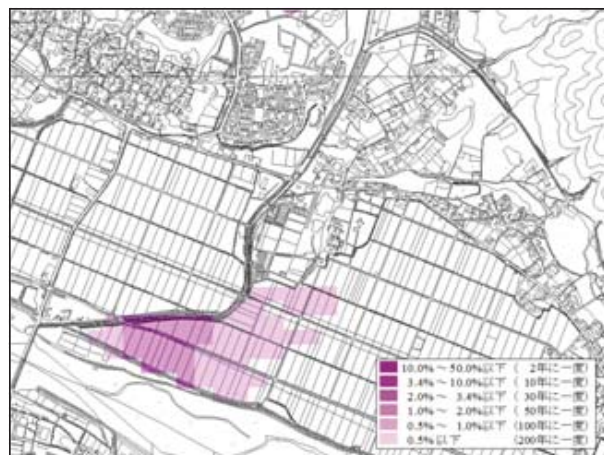 10.0%～50.0%以下 ( 2年に一度)
3.4%～10.0%以下 ( 10年に一度)
2.0%～ 3.4%以下 ( 30年に一度)
1.0%～ 2.0%以下 ( 50年に一度)
0.5%～ 1.0%以下 (100年に一度)
0.5%以下 (200年に一度)